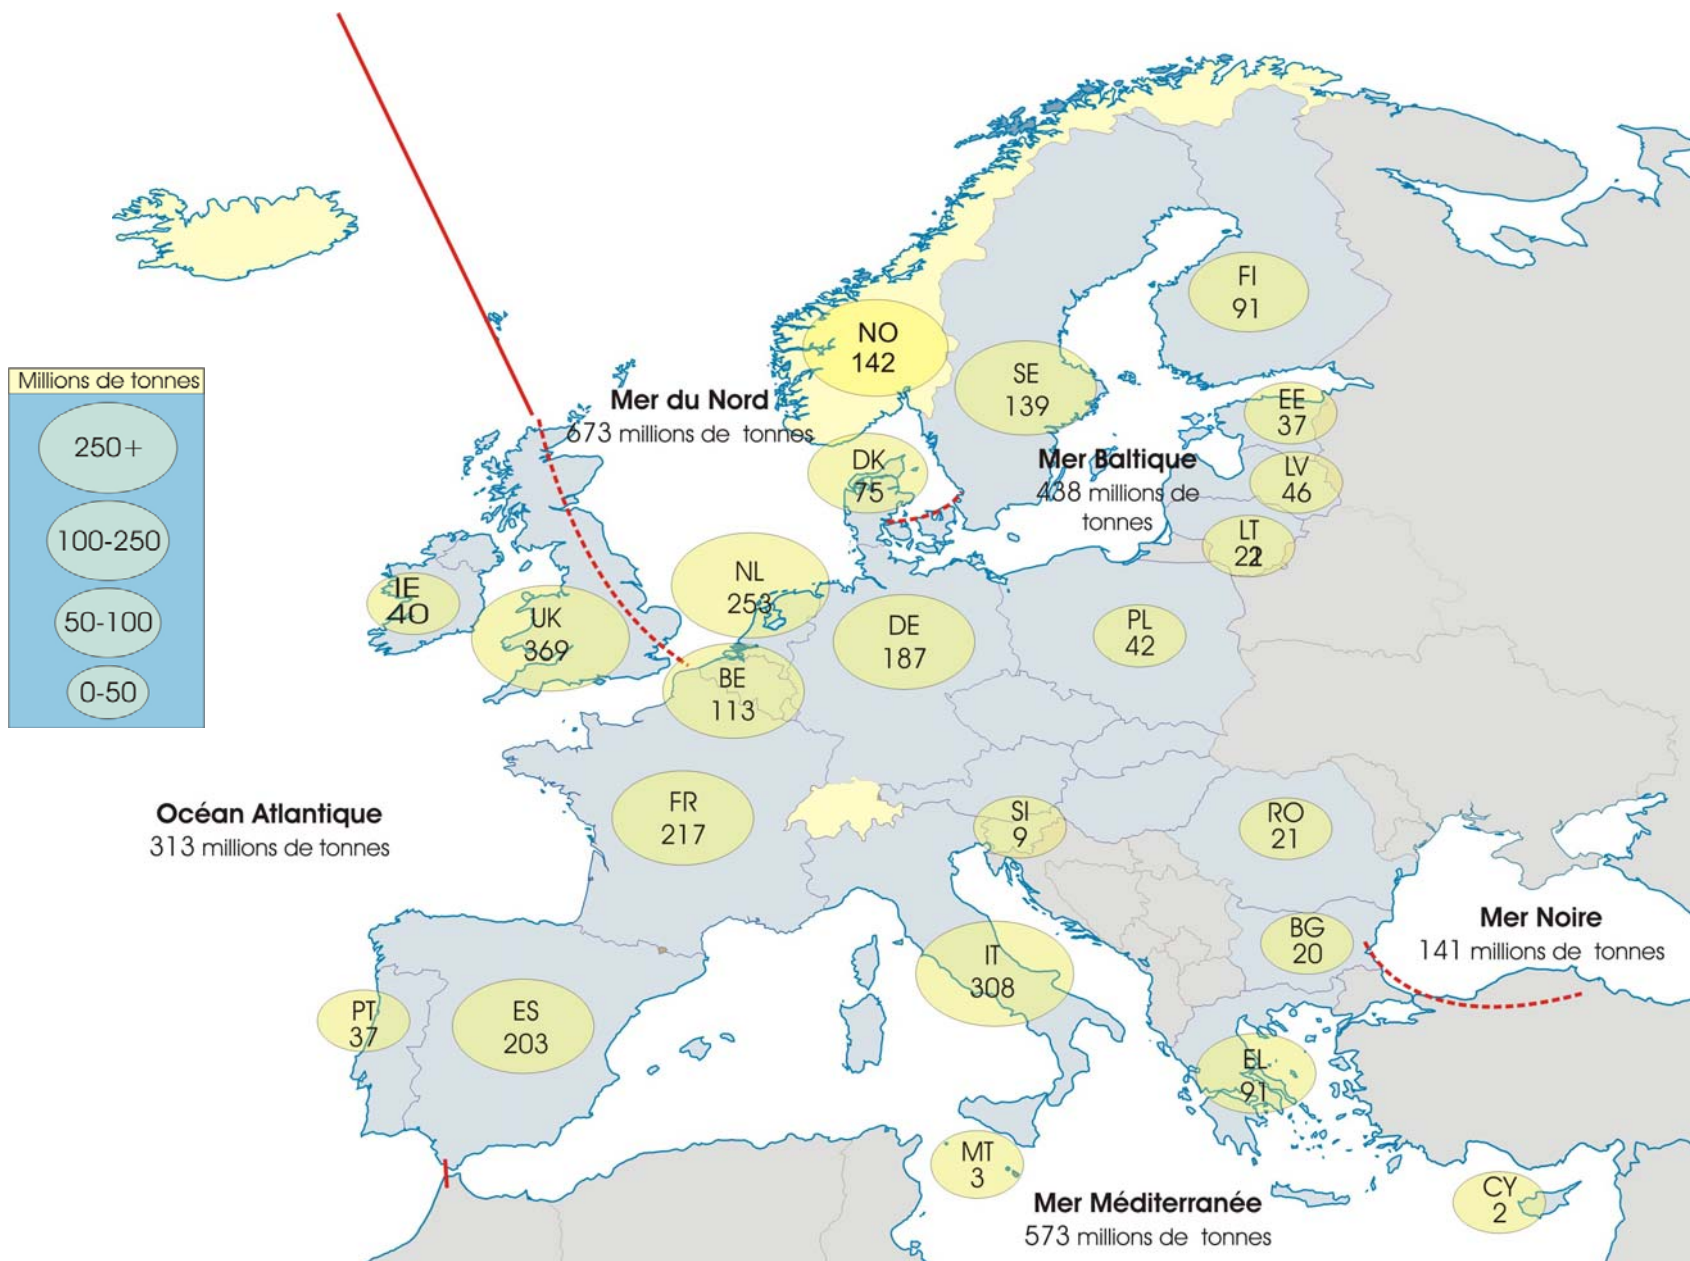 Millions de tonnes
250+
100-250
50-100
0-50
NO
142
FI
91
SE
139
Mer du Nord
673 millions de tonnes
EE
37
DK
75
Mer Baltique
438 millions de
tonnes
LV
46
LT
IE
40
UK
369
NL
253
DE
187
PL
42
BE
113
Océan Atlantique
313 millions de tonnes
FR
217
SI
9
RO
21
Mer Noire
141 millions de tonnes
BG
20
IT
308
PT
37
ES
203
EL
91
MT
3
Mer Méditerranée
573 millions de tonnes
CY
2